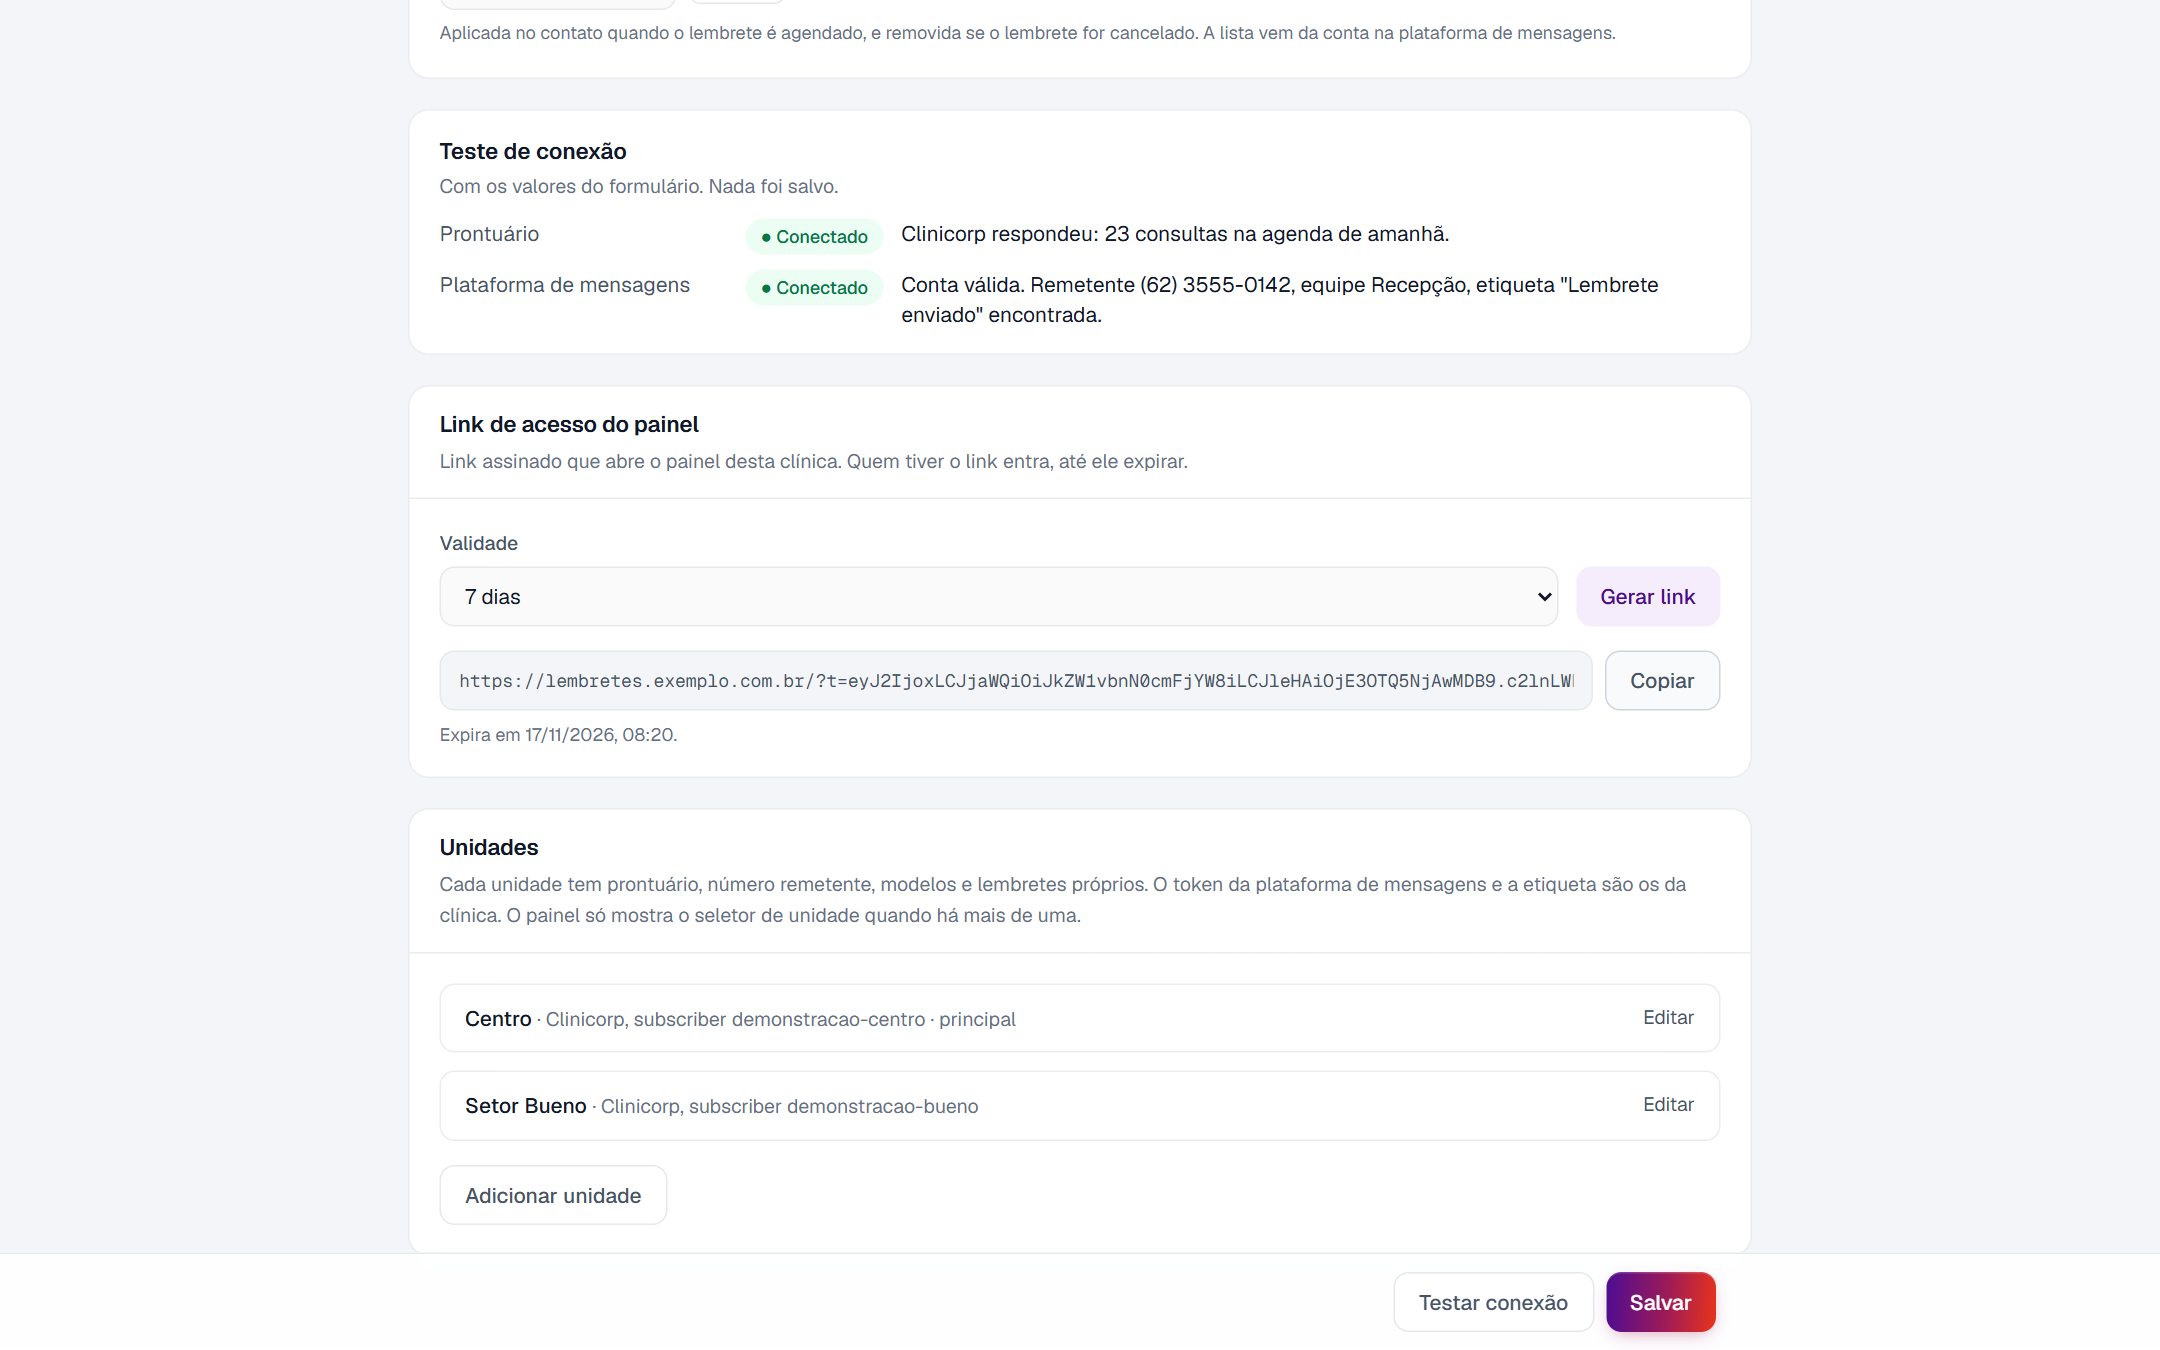 Aplicada no contato quando o lembrete é agendado, e removida se o lembrete for cancelado. A lista vem da conta na plataforma de mensagens.
Teste de conexão
Com os valores do formulário. Nada foi salvo.
Prontuário
Conectado
Clinicorp respondeu: 23 consultas na agenda de amanhã.
Plataforma de mensagens
Conectado
Conta válida. Remetente (62) 3555-0142, equipe Recepção, etiqueta "Lembrete
enviado" encontrada.
Link de acesso do painel
Link assinado que abre o painel desta clínica. Quem tiver o link entra, até ele expirar.
Validade
7 dias
Gerar link
https://lembretes.exemplo.com.br/?t=eyJ2IjoxLCJjaWQiOiJkZW1vbnN0cmFjYW8iLCJleHAiOjE3OTQ5NjAwMDB9.c2lnLW
Copiar
Expira em 17/11/2026, 08:20.
Unidades
Cada unidade tem prontuário, número remetente, modelos e lembretes próprios. O token da plataforma de mensagens e a etiqueta são os da
clínica. O painel só mostra o seletor de unidade quando há mais de uma.
Centro · Clinicorp, subscriber demonstracao-centro · principal
Editar
Setor Bueno · Clinicorp, subscriber demonstracao-bueno
Editar
Adicionar unidade
Testar conexão
Salvar